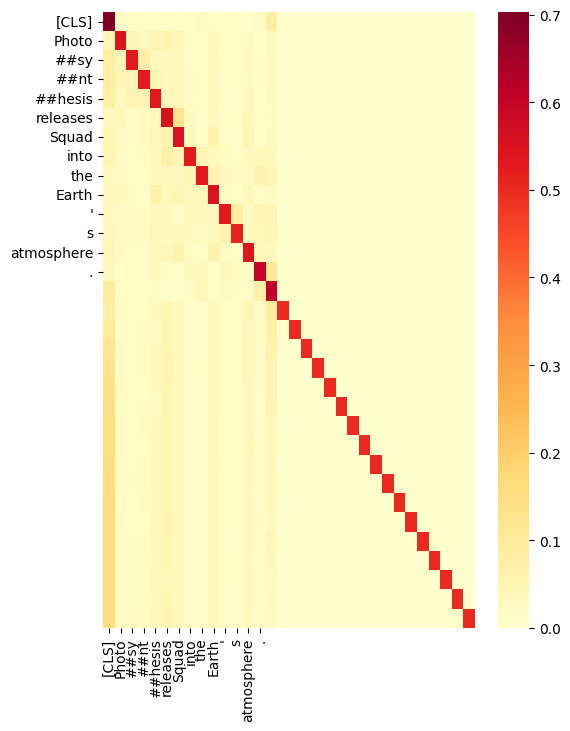 [CLS]
Photo
##sy
##nt
##hesis
releases
Squad
into
the
Earth
'
s
atmosphere
.
0.7
0.6
0.5
0.4
0.3
0.2
0.1
0.0
[CLS]
Photo
##sy
##nt
##hesis
releases
Squad
into
the
Earth
'
s
atmosphere
.